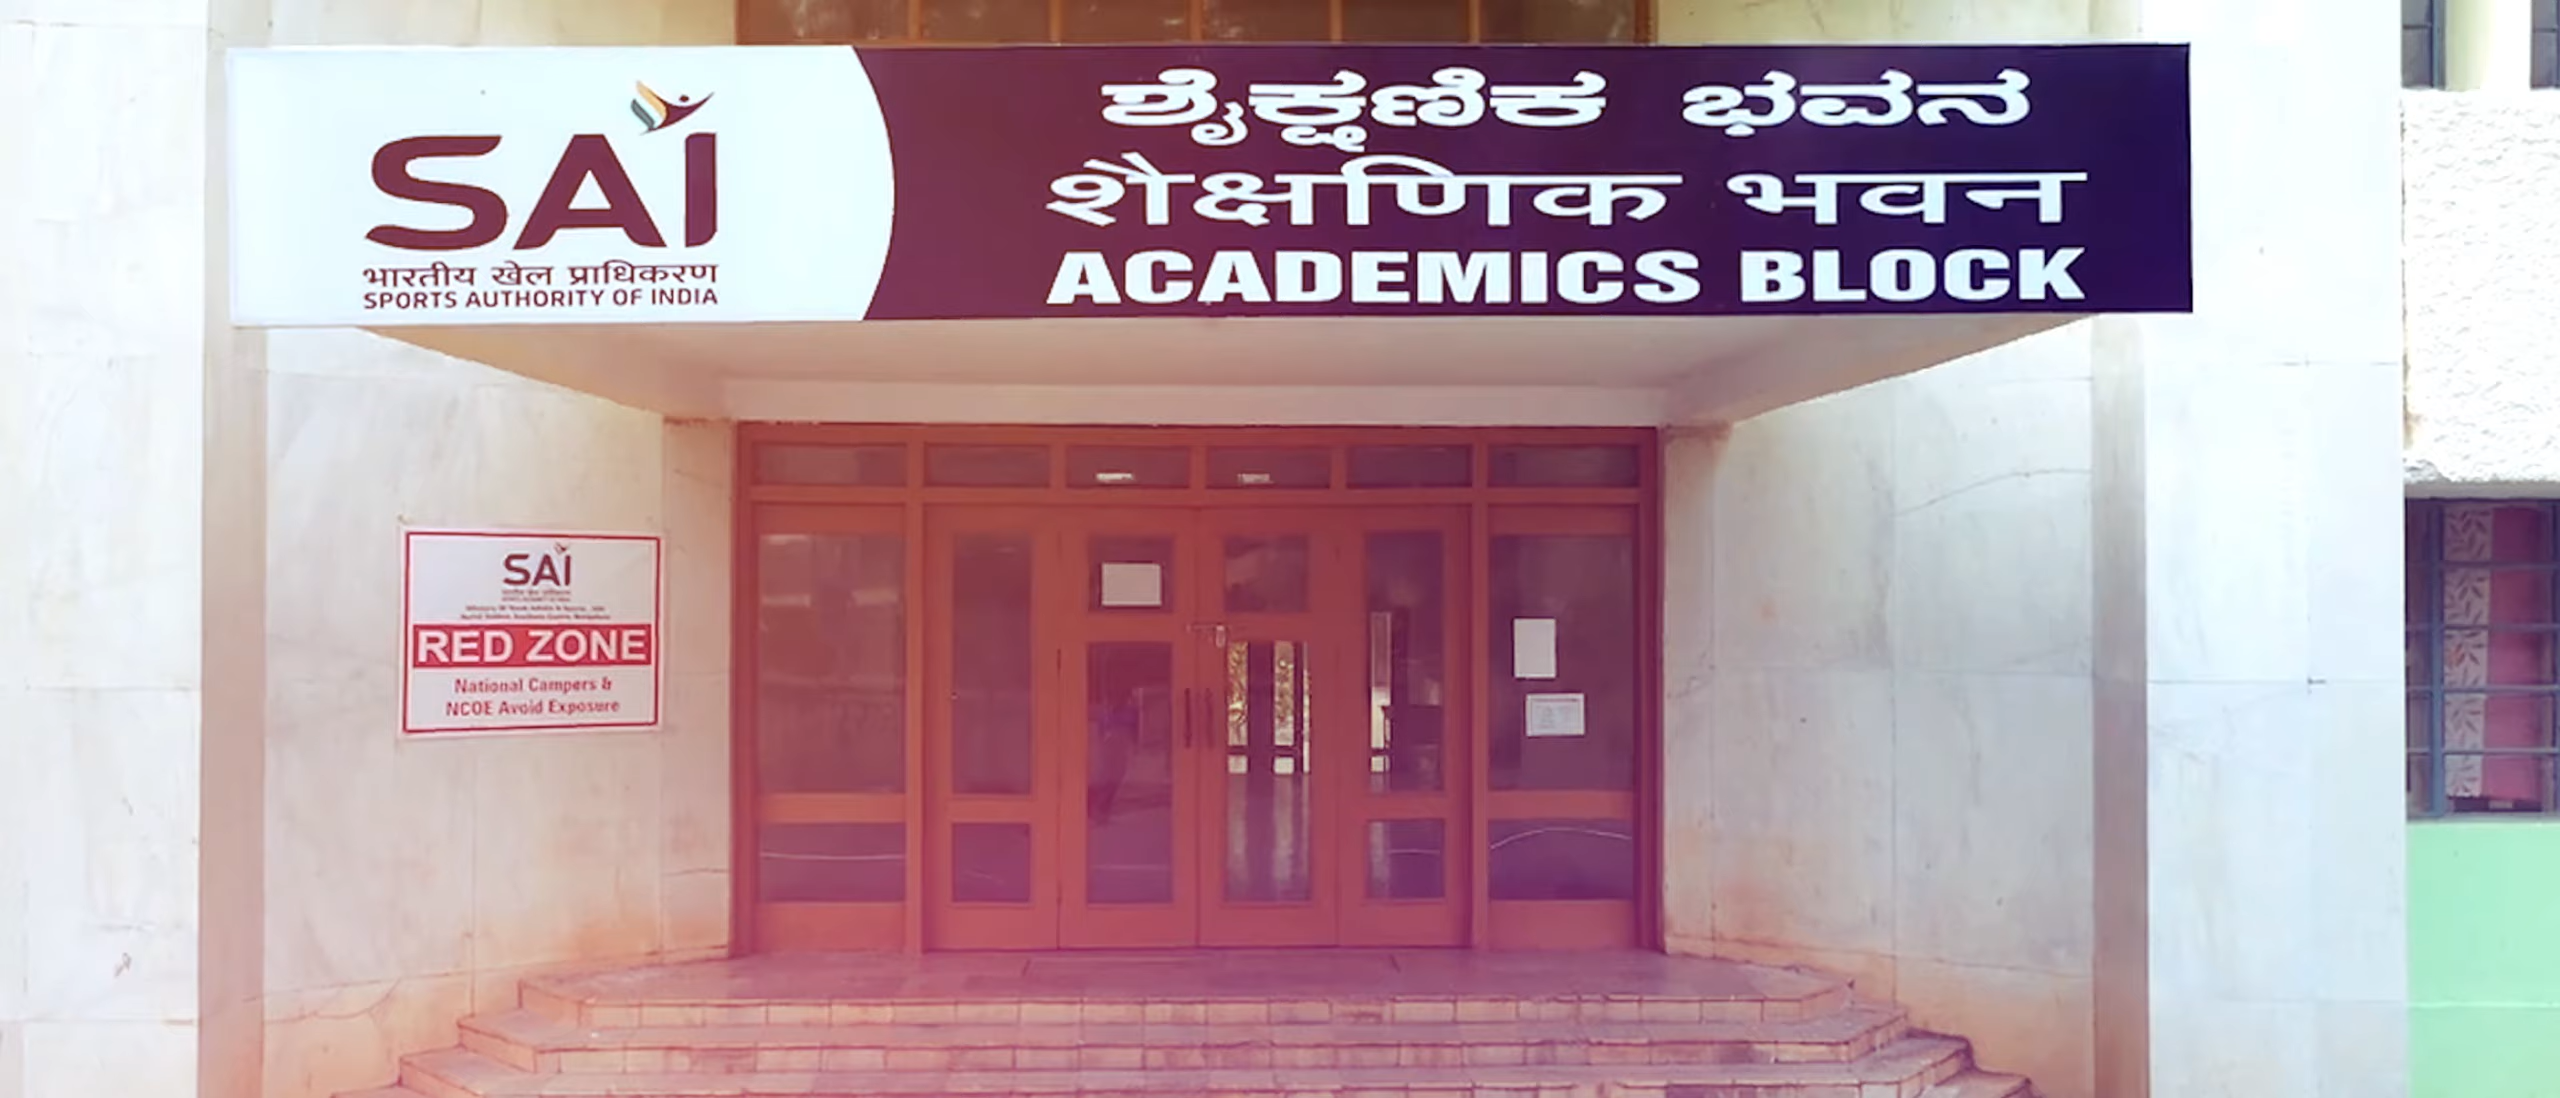 SAI
भारतीय खेल प्राधिकरण
SPORTS AUTHORITY OF INDIA
ಶೈಕ್ಷಣಿಕ ಭವನ
शैक्षणिक भवन
ACADEMICS BLOCK
SAI
RED ZONE
National Campers &
NCOE Avoid Exposure